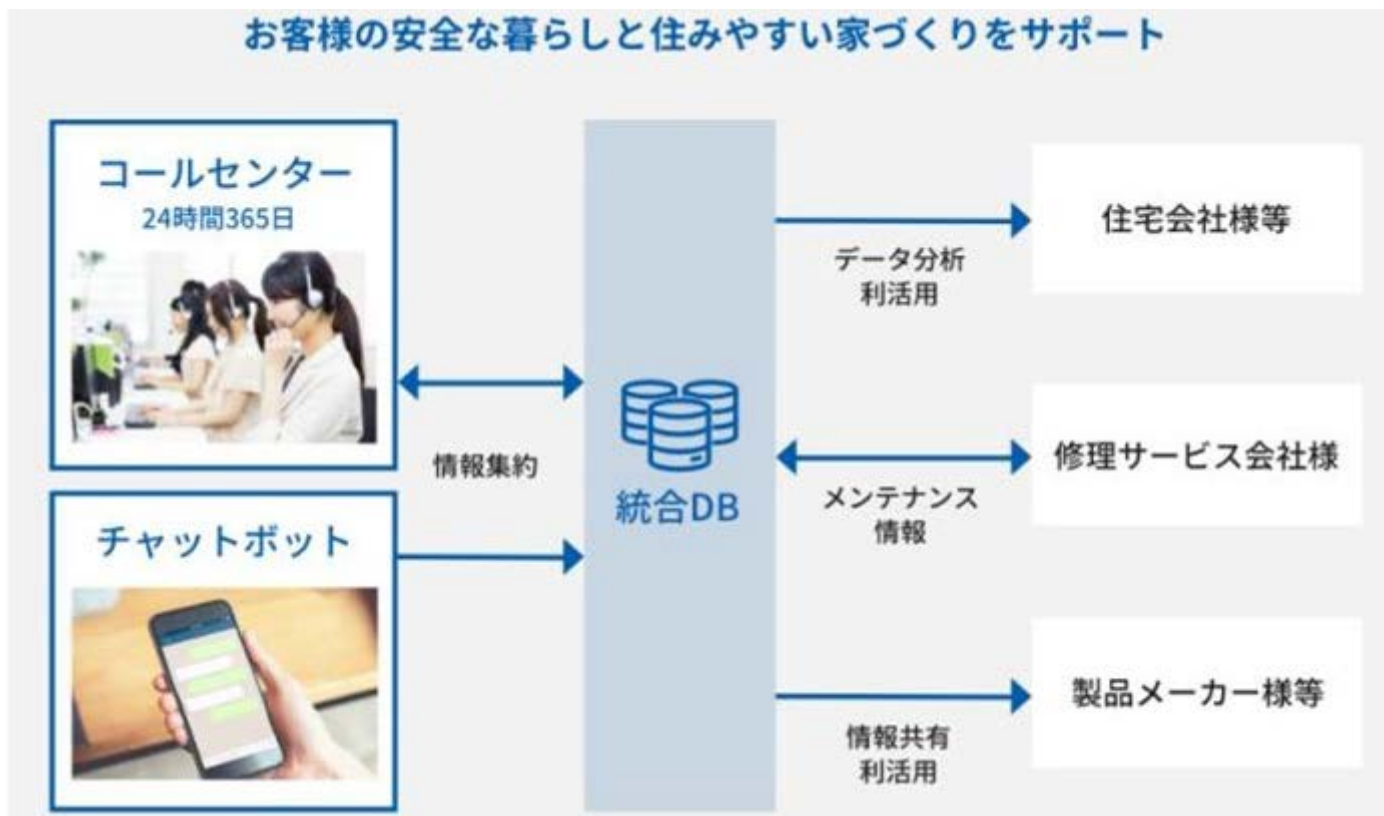 お客様の安全な暮らしと住みやすい家づくりをサポート
コールセンター
24時間365日
情報集約
チャットボット
統合DB
データ分析
利活用
住宅会社様等
メンテナンス
情報
修理サービス会社様
情報共有
利活用
製品メーカー様等